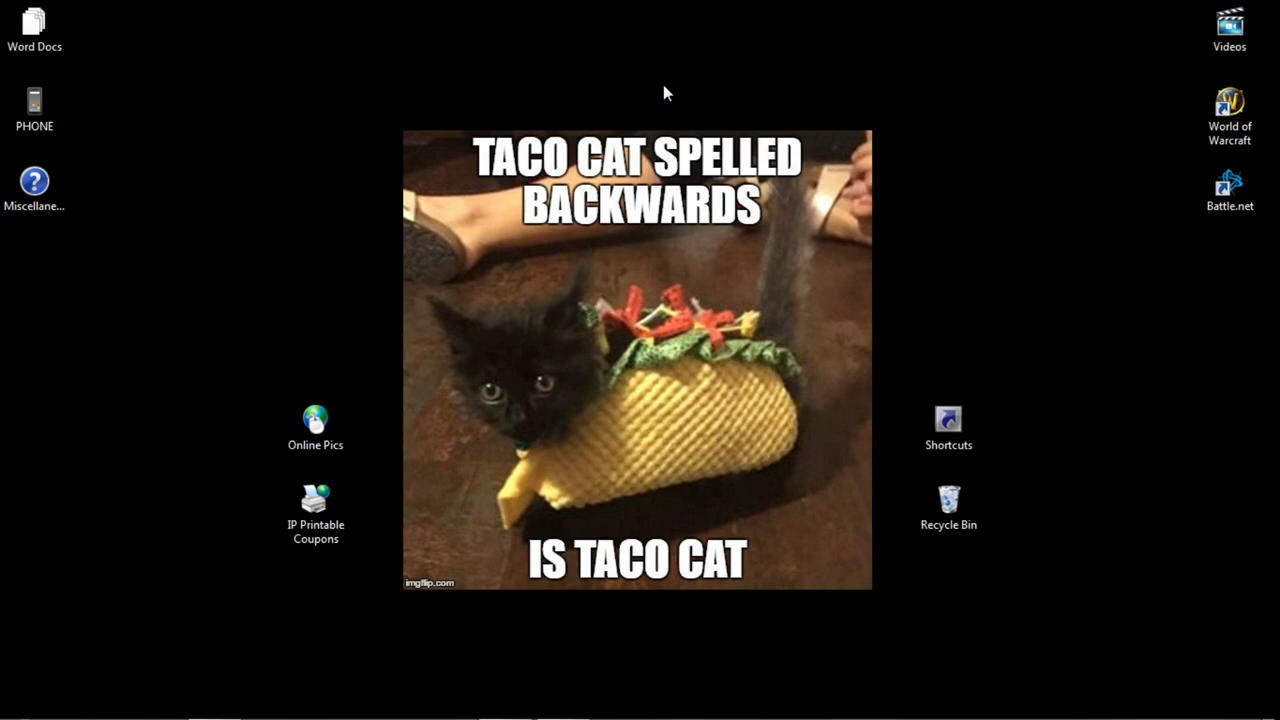 Word Docs
Videos
PHONE
World of
Warcraft
Miscellane...
Battle.net
TACO CAT SPELLED
BACKWARDS
Online Pics
Shortcuts
IP Printable
Coupons
Recycle Bin
IS TACO CAT
imgflip.com